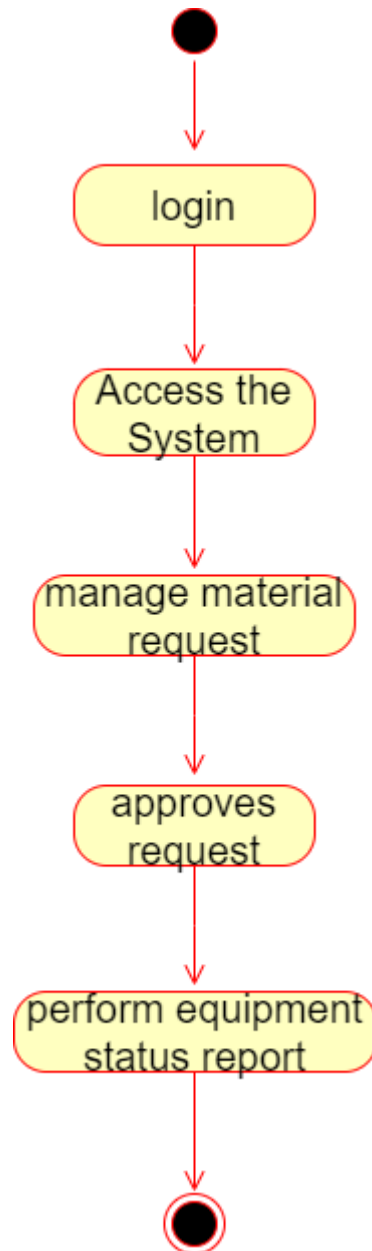 login
Access the
System
manage material
request
approves
request
perform equipment
status report